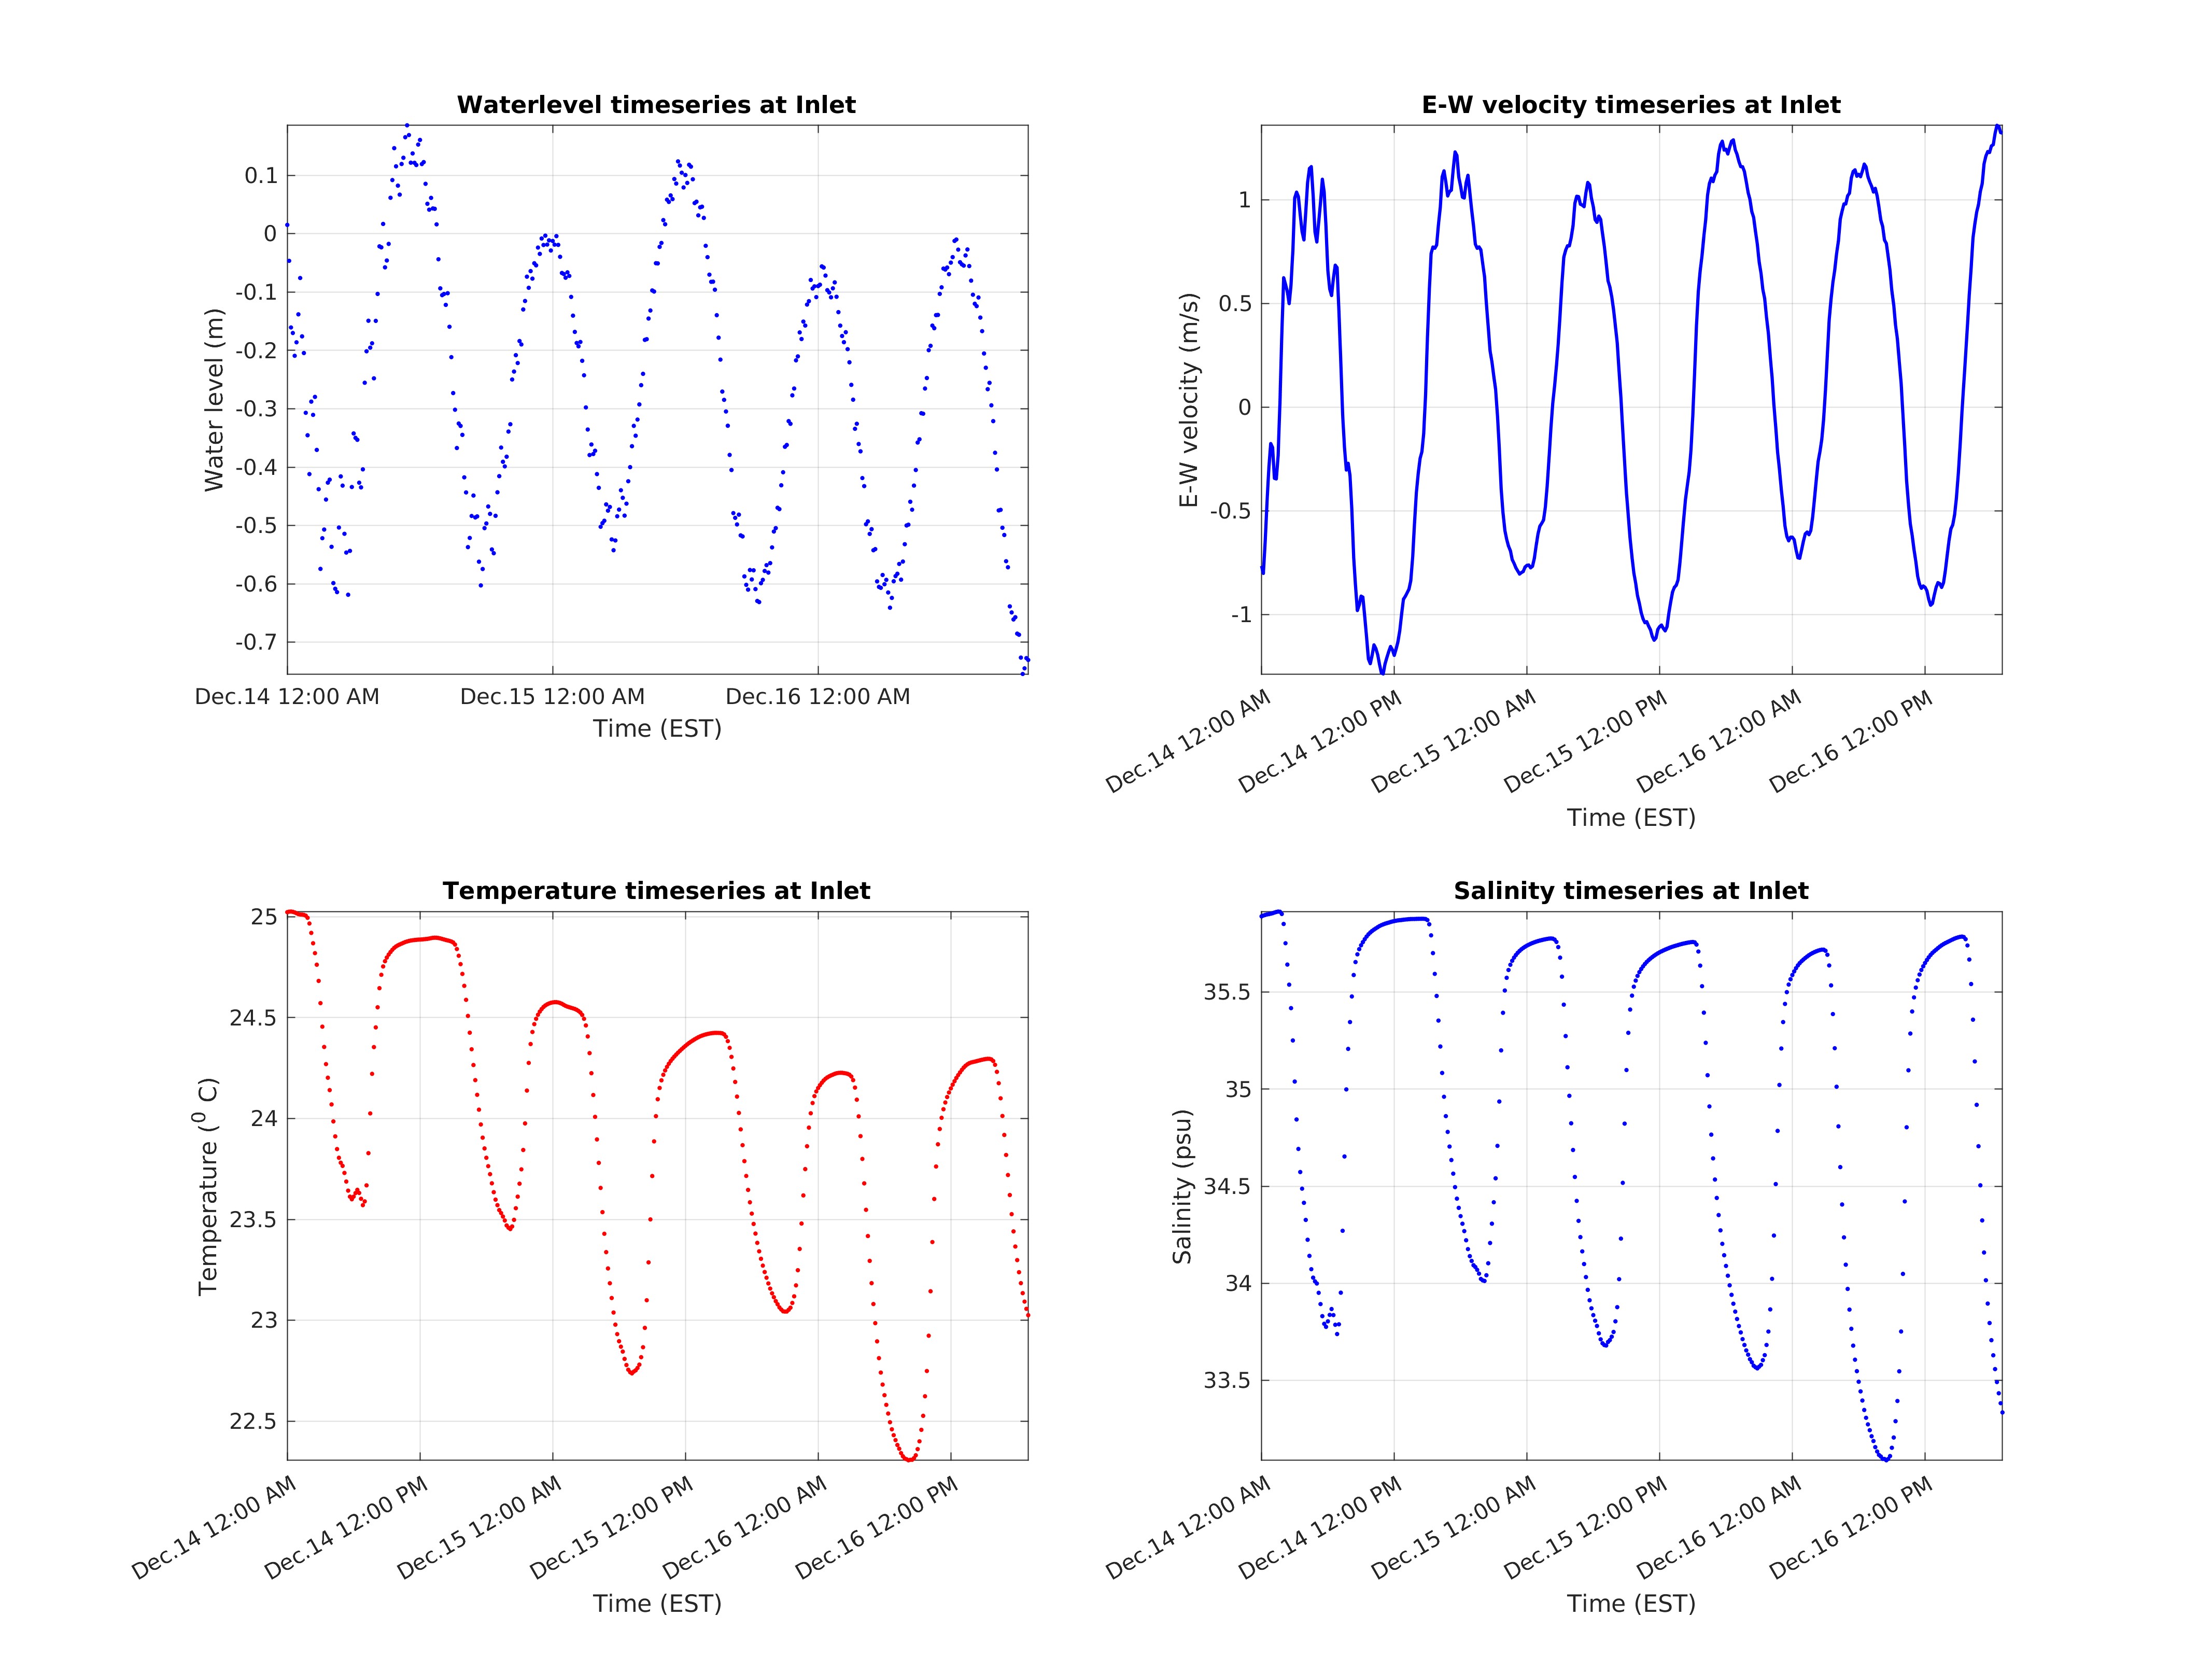 Waterlevel timeseries at Inlet
Water level (m)
0.1
0
-0.1
-0.2
-0.3
-0.4
-0.5
-0.6
-0.7
Dec.14 12:00 AM
Dec.15 12:00 AM
Dec.16 12:00 AM
Time (EST)
E-W velocity timeseries at Inlet
E-W velocity (m/s)
1
0.5
0
-0.5
-1
Dec.14 12:00 AM
Dec.14 12:00 PM
Dec.15 12:00 AM
Dec.15 12:00 PM
Dec.16 12:00 AM
Dec.16 12:00 PM
Time (EST)
Temperature timeseries at Inlet
Temperature (⁰ C)
25
24.5
24
23.5
23
22.5
Dec.14 12:00 AM
Dec.14 12:00 PM
Dec.15 12:00 AM
Dec.15 12:00 PM
Dec.16 12:00 AM
Dec.16 12:00 PM
Time (EST)
Salinity timeseries at Inlet
Salinity (psu)
35.5
35
34.5
34
33.5
Dec.14 12:00 AM
Dec.14 12:00 PM
Dec.15 12:00 AM
Dec.15 12:00 PM
Dec.16 12:00 AM
Dec.16 12:00 PM
Time (EST)